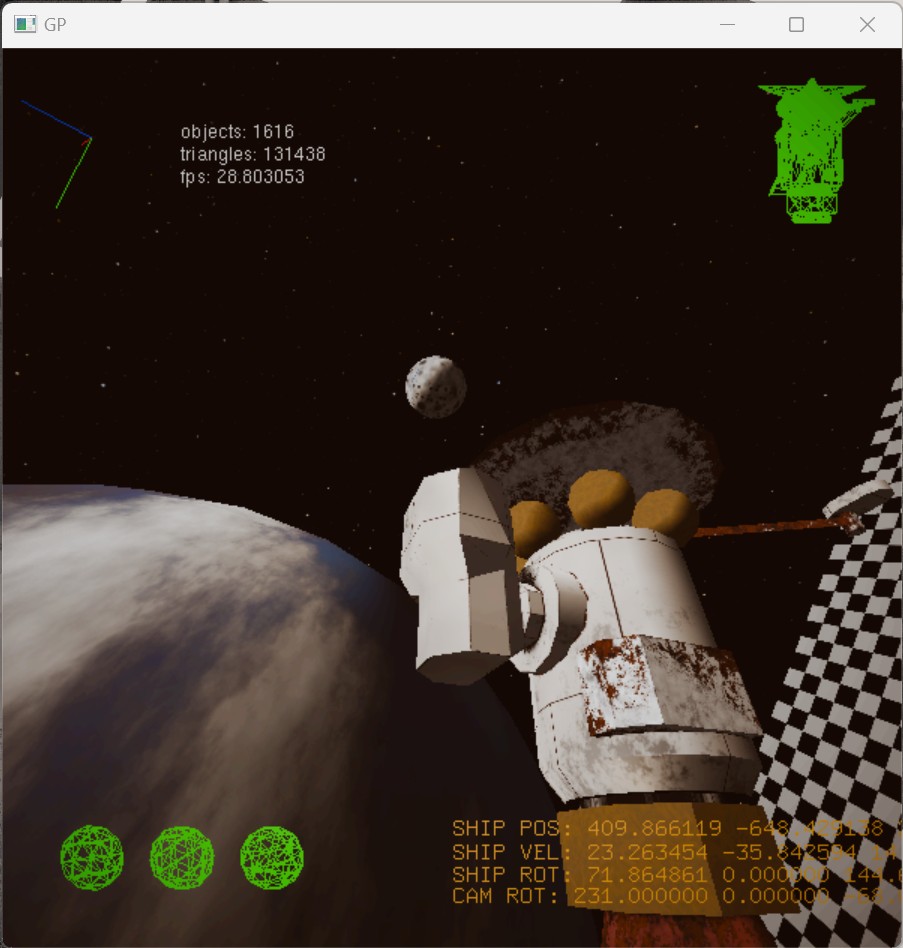 GP
objects: 1616
triangles: 131438
fps: 28.803053
SHIP POS: 409.866119
SHIP VEL: 23.263454 -35.842594
SHIP ROT: 71.864861 0.000000
CAM ROT: 231.000000 0.000000